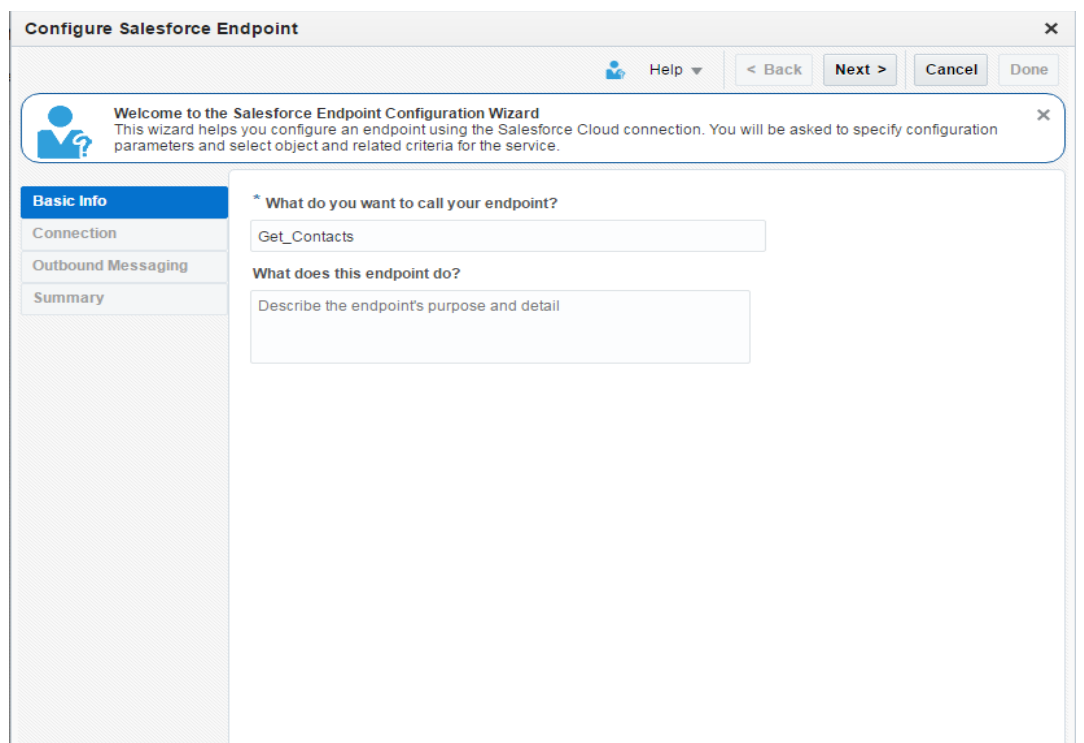 Configure Salesforce Endpoint
Help
< Back
Next >
Cancel
Done
Welcome to the Salesforce Endpoint Configuration Wizard
This wizard helps you configure an endpoint using the Salesforce Cloud connection. You will be asked to specify configuration
parameters and select object and related criteria for the service.
Basic Info
Connection
Outbound Messaging
Summary
* What do you want to call your endpoint?
Get_Contacts
What does this endpoint do?
Describe the endpoint's purpose and detail